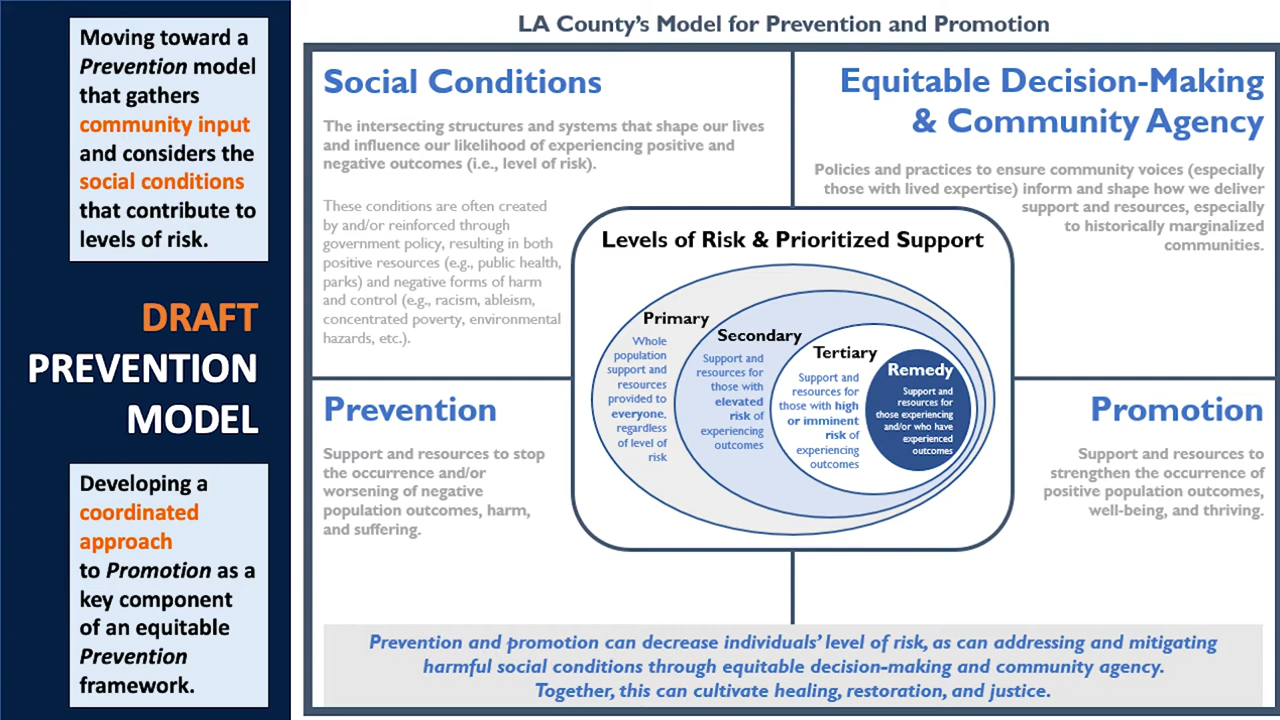 Moving toward a
Prevention model
that gathers
community input
and considers the
social conditions
that contribute to
levels of risk.
DRAFT
PREVENTION
MODEL
Developing a
coordinated
approach
to Promotion as a
key component
of an equitable
Prevention
framework.
LA County's Model for Prevention and Promotion
Social Conditions
The intersecting structures and systems that shape our lives
and influence our likelihood of experiencing positive and
negative outcomes (i.e., level of risk).
These conditions are often created
by and/or reinforced through
government policy, resulting in both
positive resources (e.g., public health,
parks) and negative forms of harm
and control (e.g., racism, ableism,
concentrated poverty, environmental
hazards, etc.).
Equitable Decision-Making
& Community Agency
Policies and practices to ensure community voices (especially
those with lived expertise) inform and shape how we deliver
support and resources, especially
to historically marginalized
communities.
Levels of Risk & Prioritized Support
Primary
Whole
population
support and
resources
provided to
everyone,
regardless
of level of
risk
Secondary
Support and
resources for
those with
elevated
risk of
experiencing
outcomes
Tertiary
Support and
resources for
those with high
or imminent
risk of
experiencing
outcomes
Remedy
Support and
resources for
those experiencing
and/or who have
experienced
outcomes
Prevention
Support and resources to stop
the occurrence and/or
worsening of negative
population outcomes, harm,
and suffering.
Promotion
Support and resources to
strengthen the occurrence of
positive population outcomes,
well-being, and thriving.
Prevention and promotion can decrease individuals' level of risk, as can addressing and mitigating
harmful social conditions through equitable decision-making and community agency.
Together, this can cultivate healing, restoration, and justice.